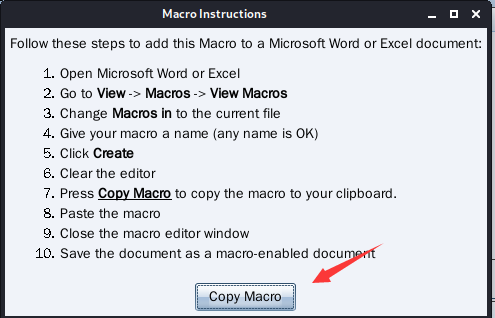 Macro Instructions
Follow these steps to add this Macro to a Microsoft Word or Excel document:
1. Open Microsoft Word or Excel
2. Go to View -> Macros -> View Macros
3. Change Macros in to the current file
4. Give your macro a name (any name is OK)
5. Click Create
6. Clear the editor
7. Press Copy Macro to copy the macro to your clipboard.
8. Paste the macro
9. Close the macro editor window
10. Save the document as a macro-enabled document
Copy Macro